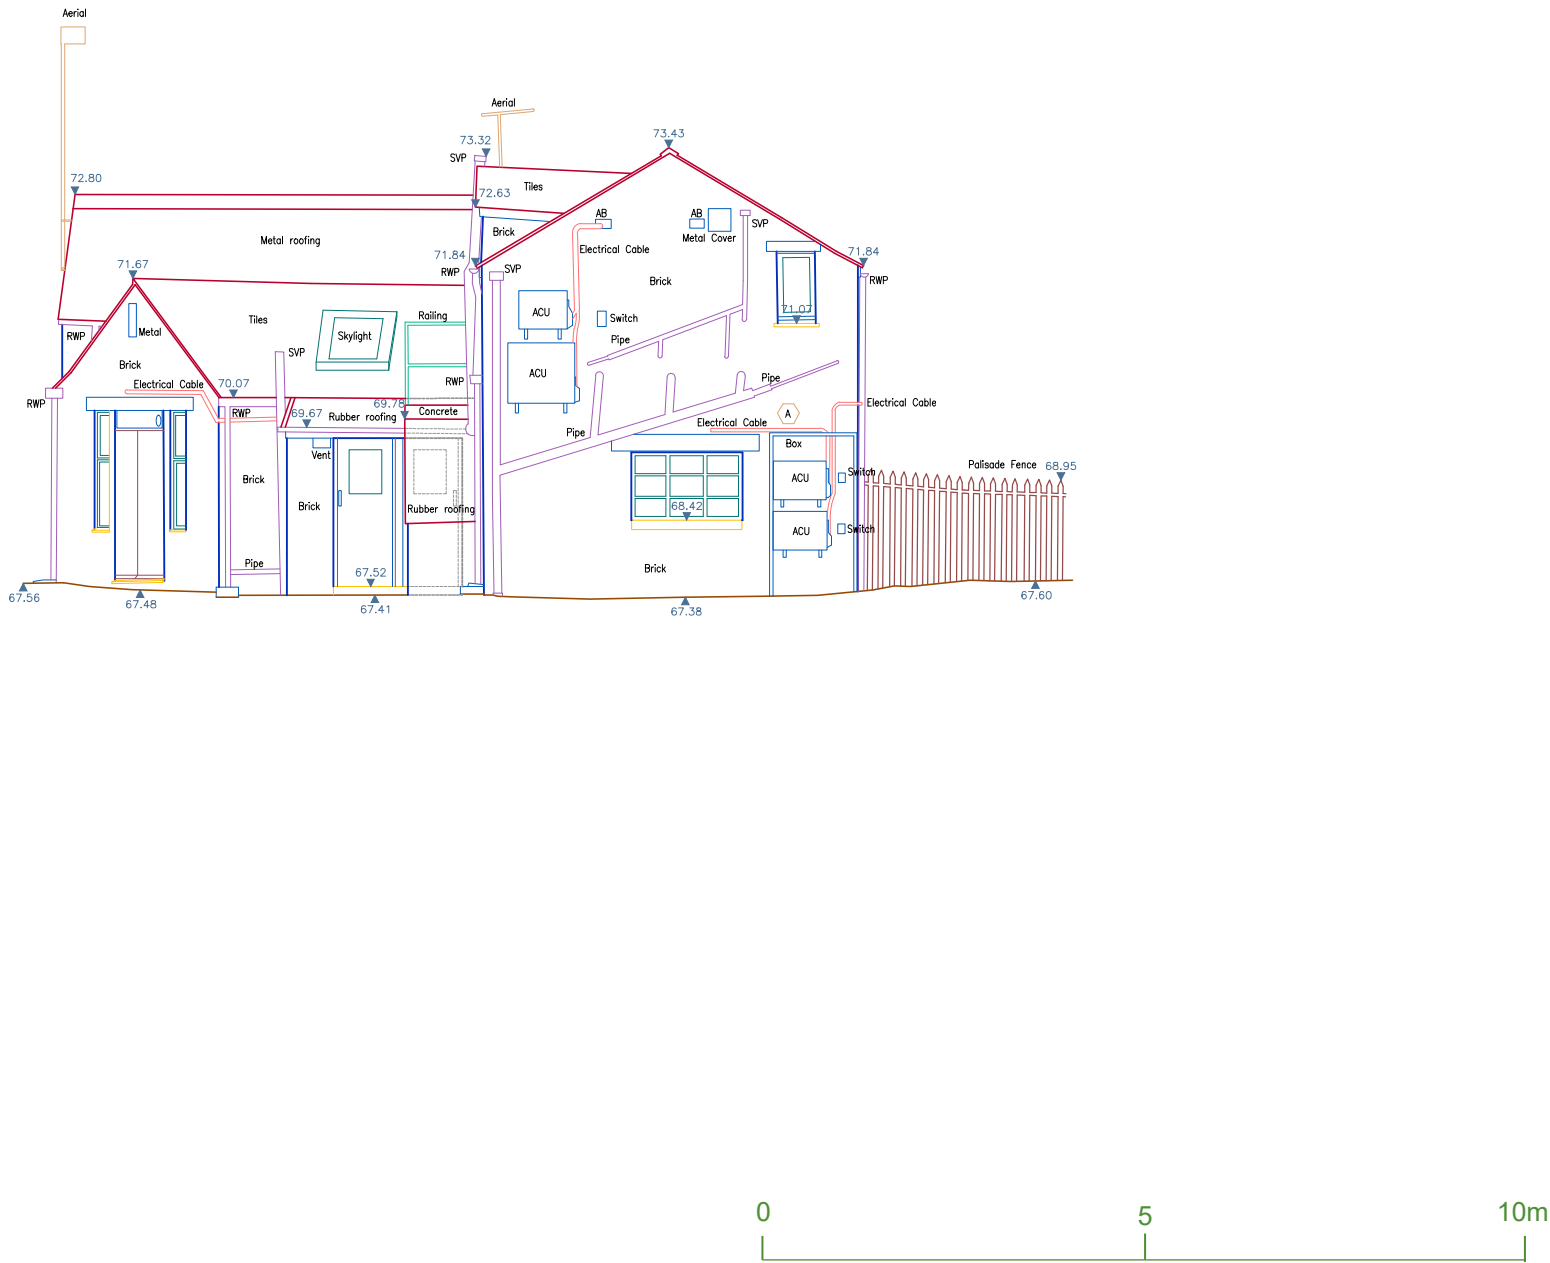 Aerial
Aerial
73.32
73.43
SVP
72.80
Tiles
72.63
AB
AB
SVP
Brick
Metal Cover
Metal roofing
Electrical Cable
71.84
71.84
71.67
RWP
SVP
RWP
Brick
71.07
ACU
Switch
Metal
Tiles
Railing
RWP
Skylight
Pipe
SVP
Brick
ACU
Pipe
RWP
Electrical Cable
70.07
RWP
69.78
Electrical Cable
RWP
69.67
Rubber roofing
Concrete
A
Electrical Cable
Pipe
Box
Vent
Palisade Fence
68.95
Switch
Brick
ACU
Brick
68.42
Rubber roofing
ACU
Switch
Pipe
67.52
Brick
67.56
67.48
67.41
67.38
67.60
0
5
10m